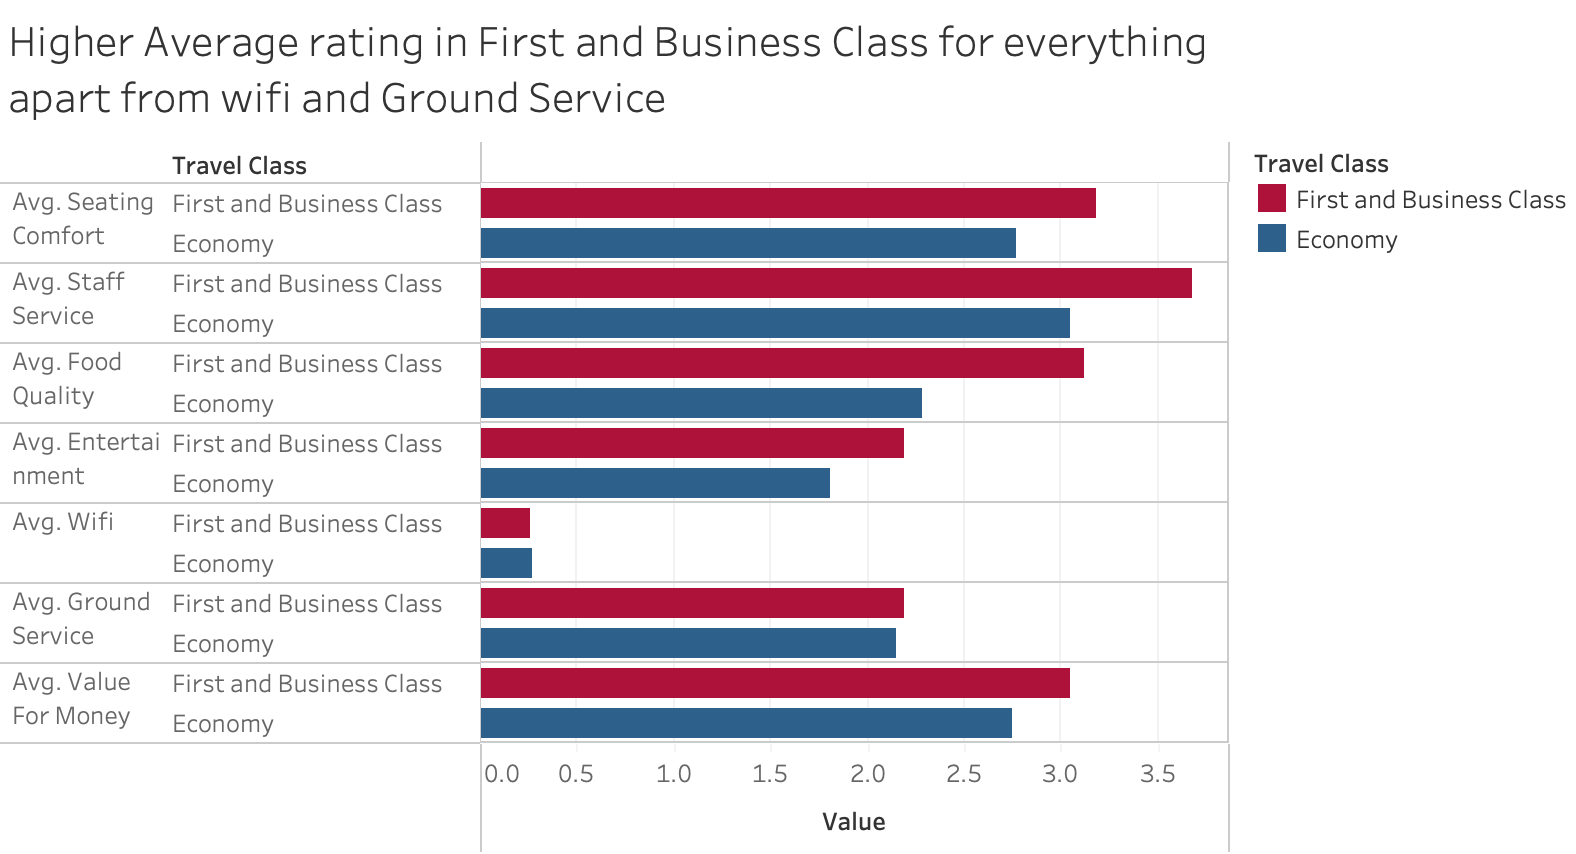 Higher Average rating in First and Business Class for everything
apart from wifi and Ground Service
Travel Class
Avg. Seating
Comfort
First and Business Class
Economy
Avg. Staff
Service
First and Business Class
Economy
Avg. Food
Quality
First and Business Class
Economy
Avg. Entertai
nment
First and Business Class
Economy
Avg. Wifi
First and Business Class
Economy
Avg. Ground
Service
First and Business Class
Economy
Avg. Value
For Money
First and Business Class
Economy
0.0 0.5 1.0 1.5 2.0 2.5 3.0 3.5
Value
Travel Class
First and Business Class
Economy